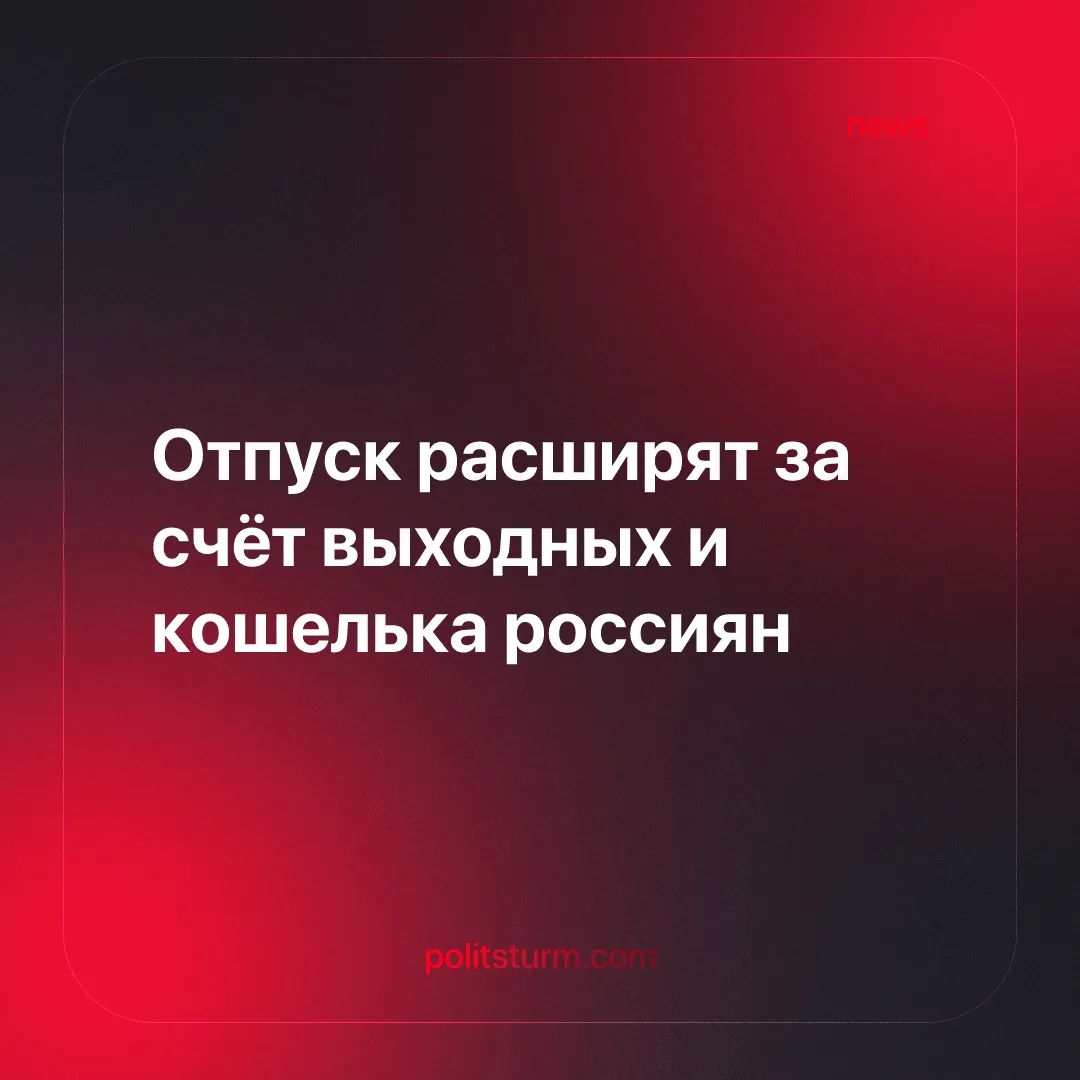 news
Отпуск расширят за
счёт выходных и
кошелька россиян
politsturm.com